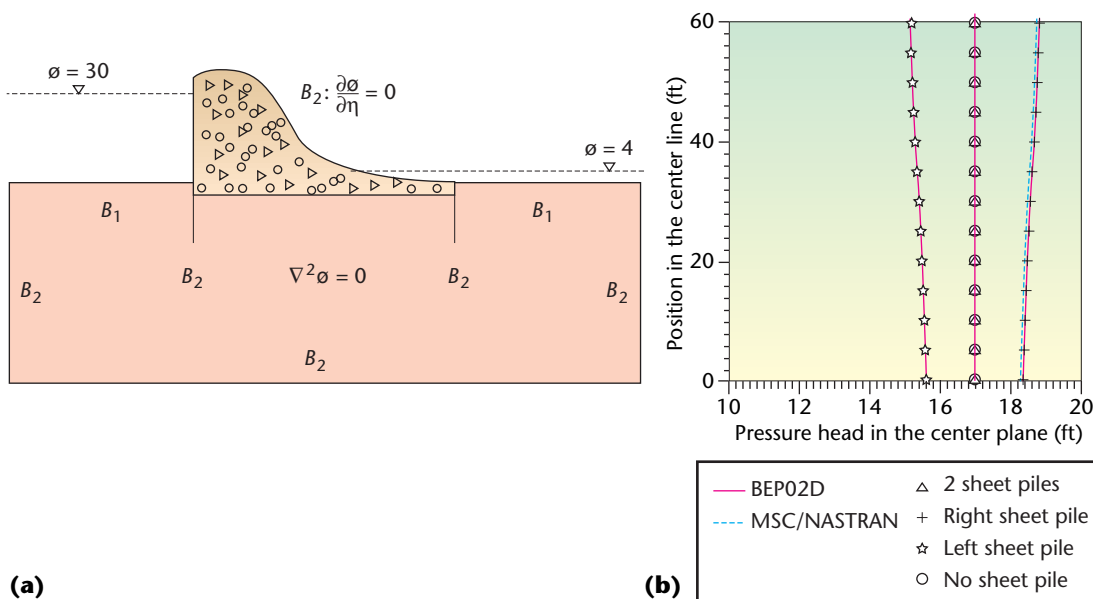 ø = 30
B₂: ∂ø/∂η = 0
ø = 4
B₁
B₁
B₂
B₂
∇²ø = 0
B₂
B₂
B₂
(a)
60
40
20
0
Position in the center line (ft)
10 12 14 16 18 20
Pressure head in the center plane (ft)
BEP02D
MSC/NASTRAN
2 sheet piles
Right sheet pile
Left sheet pile
No sheet pile
(b)